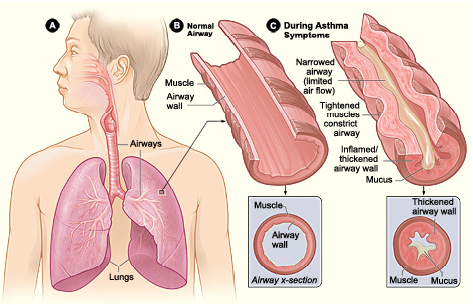 A
Airways
Lungs
B
Normal
Airway
Muscle
Airway
wall
Muscle
Airway
wall
Airway x-section
C
During Asthma
Symptoms
Narrowed
airway
(limited
air flow)
Tightened
muscles
constrict
airway
Inflamed/
thickened
airway wall
Mucus
Thickened
airway wall
Muscle
Mucus